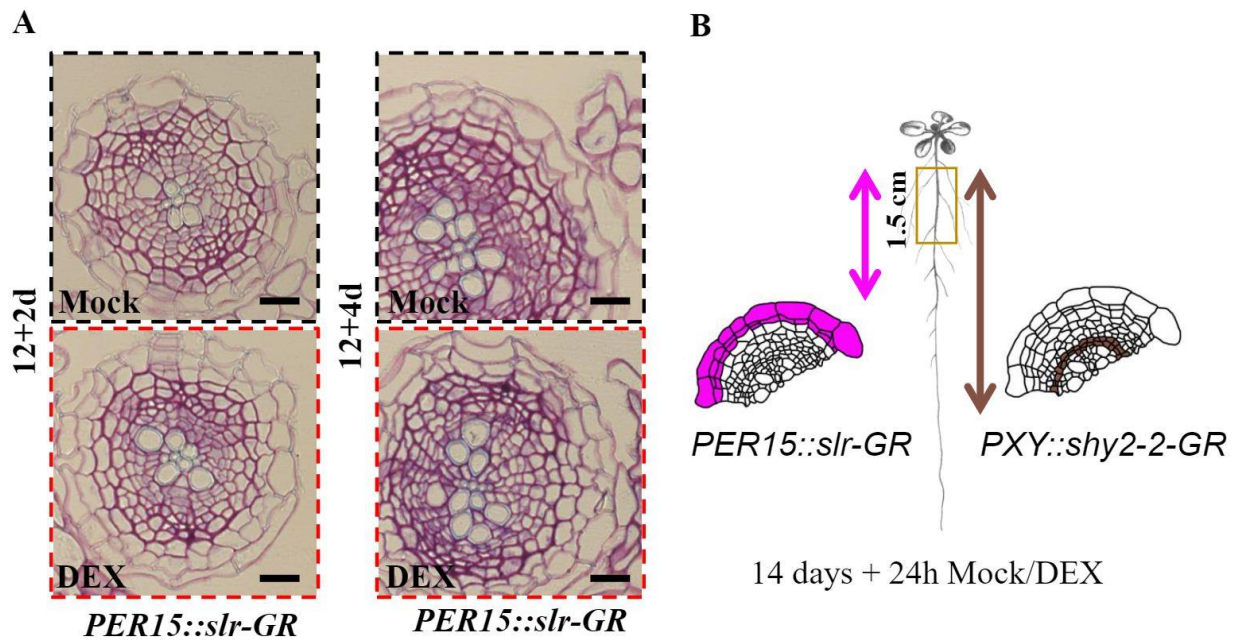 A
B
12+2d
Mock
12+4d
Mock
DEX
DEX
PER15::slr-GR
PER15::slr-GR
1.5 cm
PER15::slr-GR
PXY::shy2-2-GR
14 days + 24h Mock/DEX